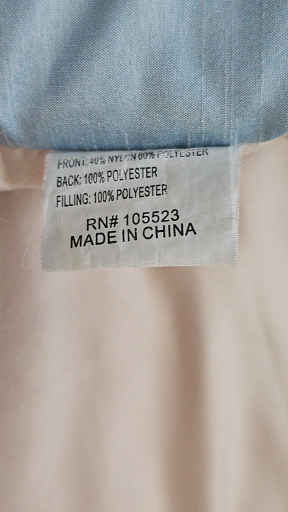 FRONT: 40% NYLON 60% POLYESTER
BACK: 100% POLYESTER
FILLING: 100% POLYESTER
RN# 105523
MADE IN CHINA